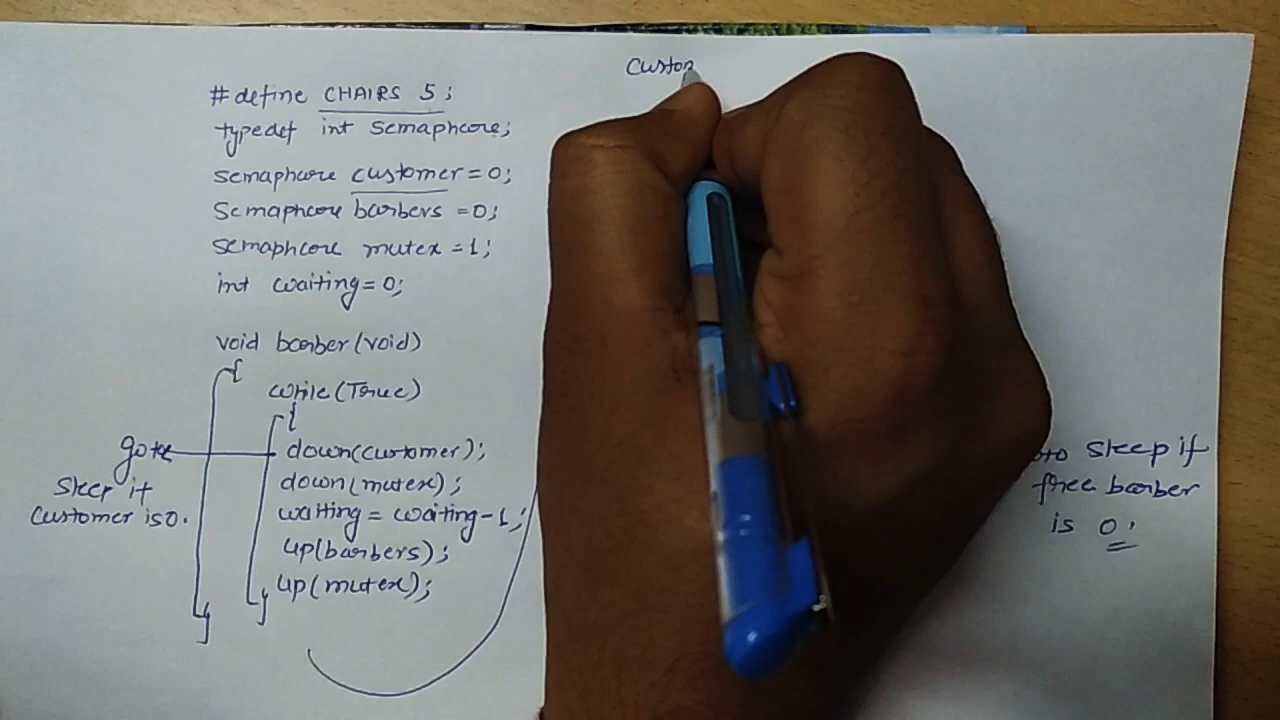 Custom
#define CHAIRS 5;
typedef int semaphore;
semaphore customer=0;
Semaphore barbers =0;
semaphore mutex=1;
int waiting=0;
void barber(void)
{
while(True)
{
down(customer);
down(mutex);
waiting = waiting-1;
up(barbers);
up(mutex);
}
}
goto
sleep if
customer is 0.
to sleep if
free barber
is 0.